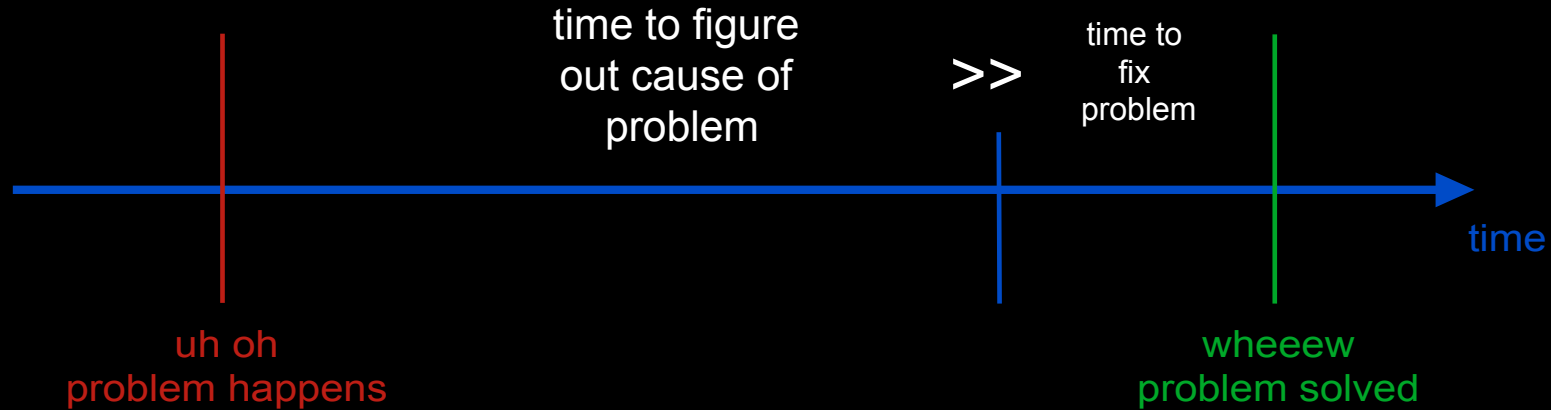 time to figure
out cause of
problem
>>
time to
fix
problem
time
uh oh
problem happens
wheeew
problem solved